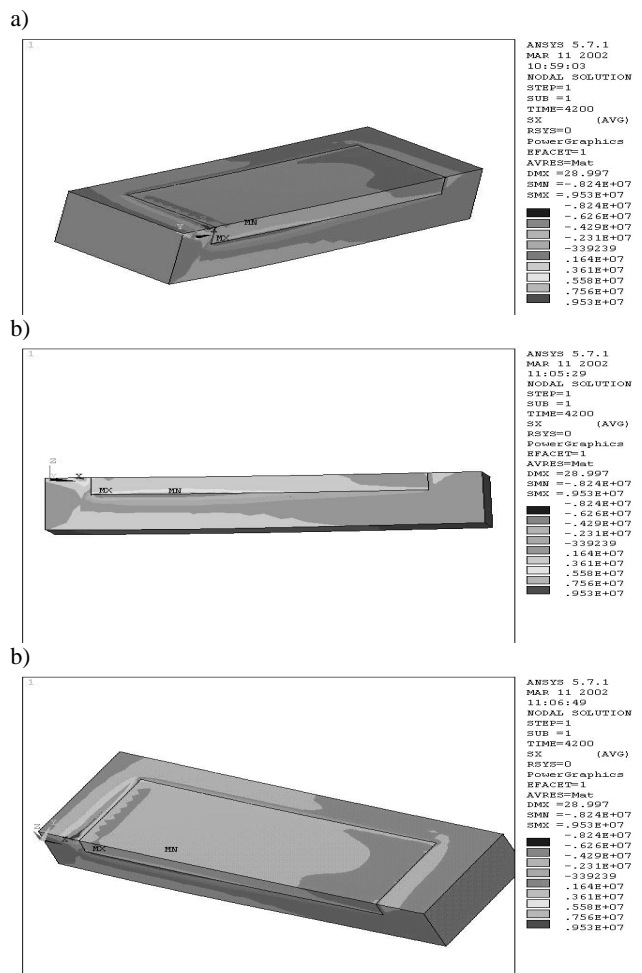 a)
1
ANSYS 5.7.1
MAR 11 2002
10:59:03
NODAL SOLUTION
STEP=1
SUB =1
TIME=4200
SX (AVG)
RSYS=0
PowerGraphics
EFACET=1
AVRES=Mat
DMX =28.997
SMN =-.824E+07
SMX =.953E+07
-.824E+07
-.626E+07
-.429E+07
-.231E+07
-339239
.164E+07
.361E+07
.558E+07
.756E+07
.953E+07
MN
MX
b)
1
ANSYS 5.7.1
MAR 11 2002
11:05:29
NODAL SOLUTION
STEP=1
SUB =1
TIME=4200
SX (AVG)
RSYS=0
PowerGraphics
EFACET=1
AVRES=Mat
DMX =28.997
SMN =-.824E+07
SMX =.953E+07
-.824E+07
-.626E+07
-.429E+07
-.231E+07
-339239
.164E+07
.361E+07
.558E+07
.756E+07
.953E+07
Z
X
MX MN
b)
1
ANSYS 5.7.1
MAR 11 2002
11:06:49
NODAL SOLUTION
STEP=1
SUB =1
TIME=4200
SX (AVG)
RSYS=0
PowerGraphics
EFACET=1
AVRES=Mat
DMX =28.997
SMN =-.824E+07
SMX =.953E+07
-.824E+07
-.626E+07
-.429E+07
-.231E+07
-339239
.164E+07
.361E+07
.558E+07
.756E+07
.953E+07
X
MX MN